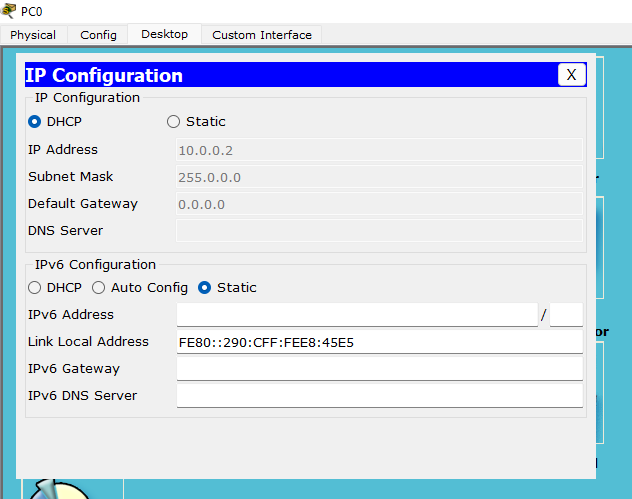 PC0
Physical Config Desktop Custom Interface
IP Configuration X
IP Configuration
DHCP Static
IP Address 10.0.0.2
Subnet Mask 255.0.0.0
Default Gateway 0.0.0.0
DNS Server
IPv6 Configuration
DHCP Auto Config Static
IPv6 Address /
Link Local Address FE80::290:CFF:FEE8:45E5
IPv6 Gateway
IPv6 DNS Server